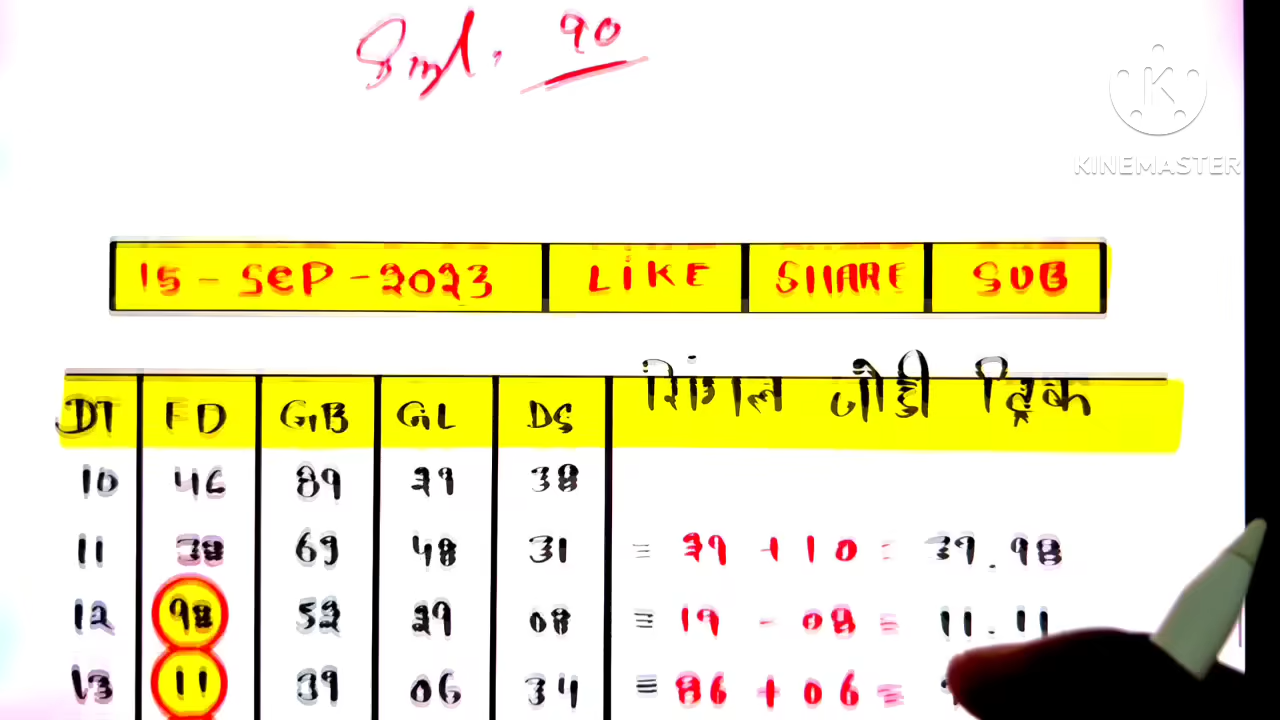 90
KINEMASTER
15 - SEP - 2023 LIKE SHARE SUB
DT FD GB GL DS सिंगल जोड़ी ट्रिक
10 46 89 29 38
11 38 69 48 31 = 39 + 10 = 39.98
12 98 52 29 08 = 19 - 08 = 11.11
13 11 39 06 34 = 86 + 06 =